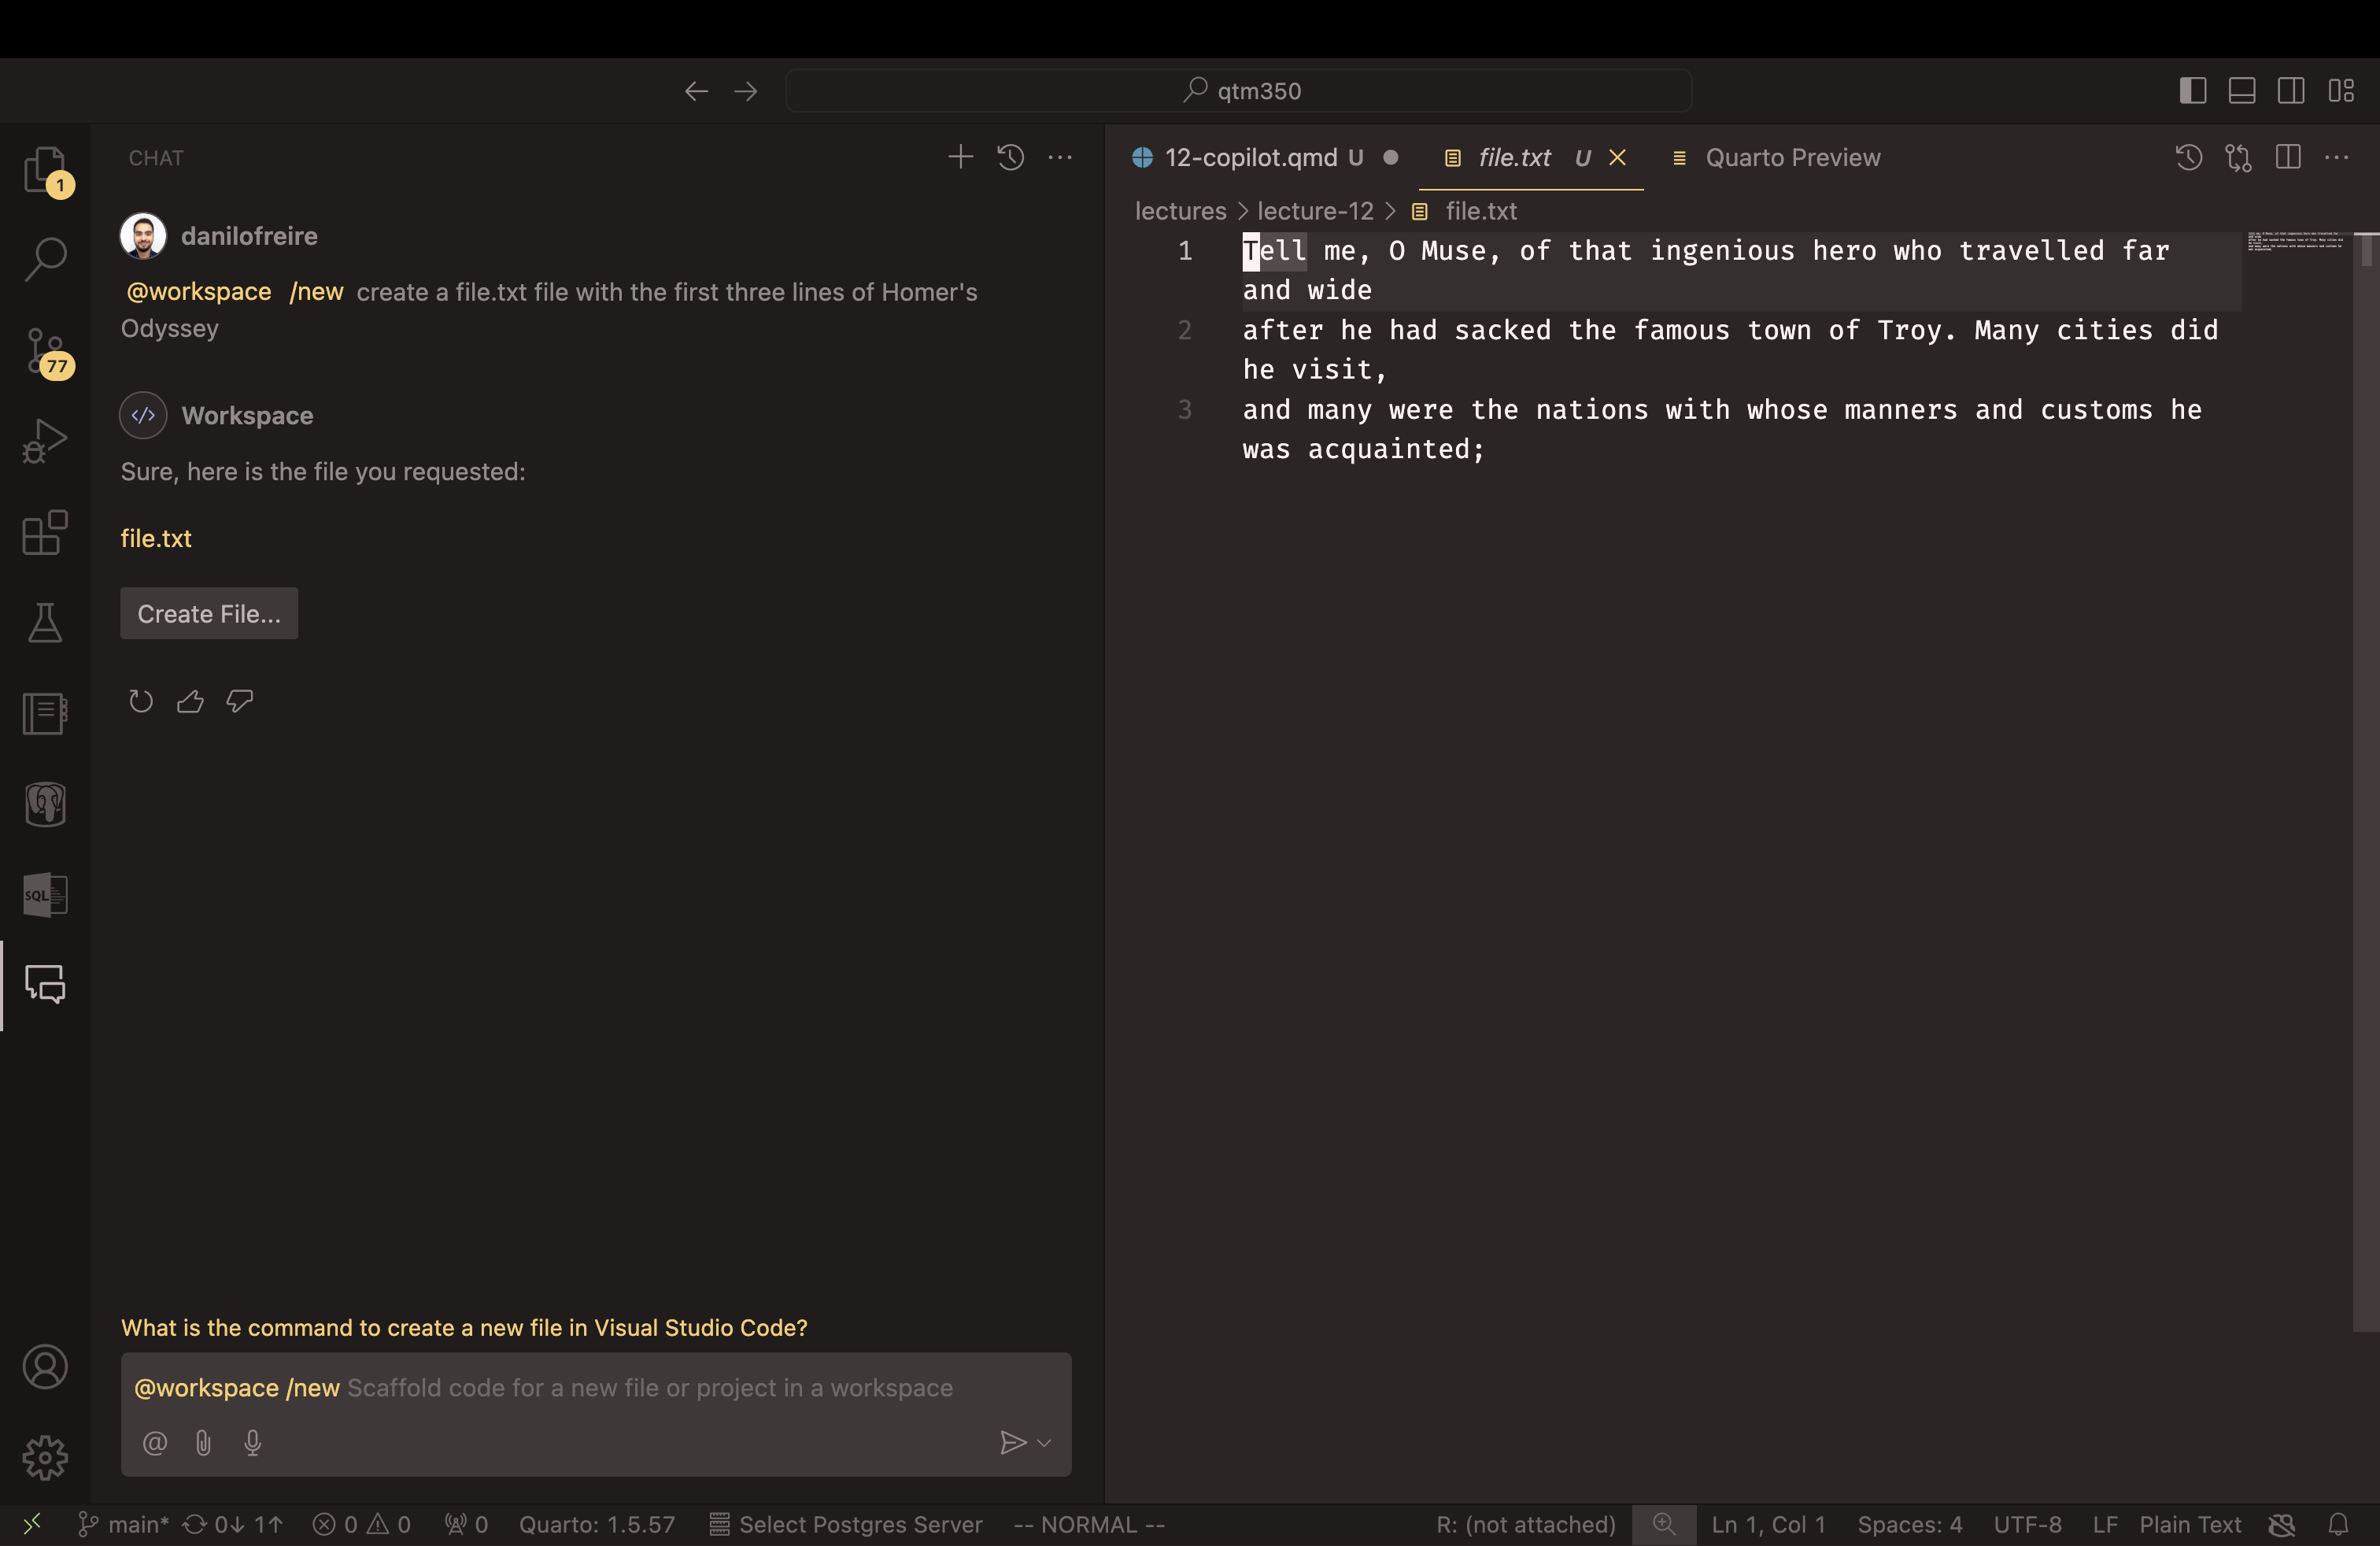 qtm350
1
77
SQL
CHAT
danilofreire
@workspace /new create a file.txt file with the first three lines of Homer's
Odyssey
Workspace
Sure, here is the file you requested:
file.txt
Create File...
What is the command to create a new file in Visual Studio Code?
@workspace /new Scaffold code for a new file or project in a workspace
12-copilot.qmd U
file.txt U
Quarto Preview
lectures > lecture-12 > file.txt
1 Tell me, O Muse, of that ingenious hero who travelled far
and wide
2 after he had sacked the famous town of Troy. Many cities did
he visit,
3 and many were the nations with whose manners and customs he
was acquainted;
main* 0↓ 1↑ 0 0 0 Quarto: 1.5.57 Select Postgres Server -- NORMAL -- R: (not attached) Ln 1, Col 1 Spaces: 4 UTF-8 LF Plain Text